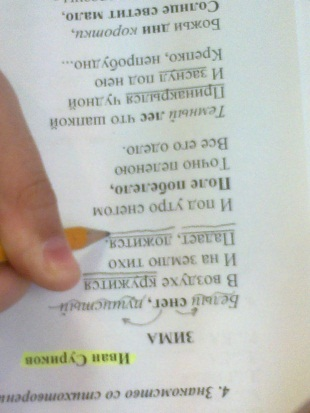 4. Знакомство со стихотворени
Иван Суриков
ЗИМА
Белый снег, пушистый
В воздухе кружится
И на землю тихо
Падает, ложится.
И под утро снегом
Поле побелело,
Точно пеленою
Все его одело.
Темный лес что шапкой
Принакрылся чудной
И заснул под нею
Крепко, непробудно...
Божьи дни коротки,
Солнце светит мало,